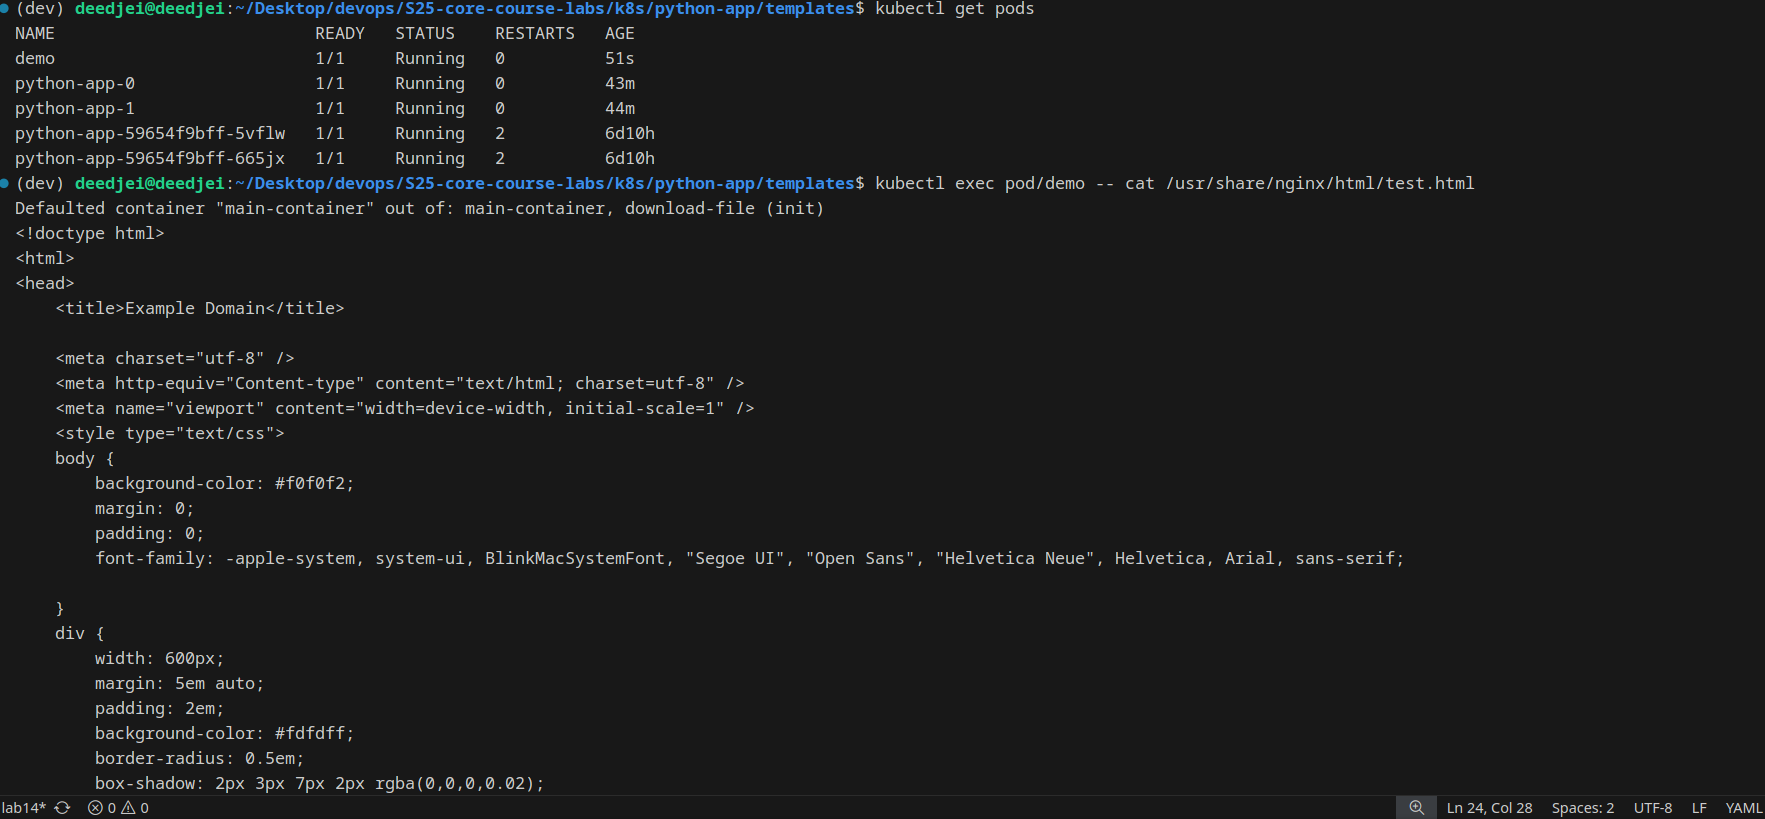 (dev) deedjei@deedjei:~/Desktop/devops/S25-core-course-labs/k8s/python-app/templates$ kubectl get pods
NAME                          READY   STATUS    RESTARTS   AGE
demo                          1/1     Running   0          51s
python-app-0                  1/1     Running   0          43m
python-app-1                  1/1     Running   0          44m
python-app-59654f9bff-5vflw   1/1     Running   2          6d10h
python-app-59654f9bff-665jx   1/1     Running   2          6d10h
(dev) deedjei@deedjei:~/Desktop/devops/S25-core-course-labs/k8s/python-app/templates$ kubectl exec pod/demo -- cat /usr/share/nginx/html/test.html
Defaulted container "main-container" out of: main-container, download-file (init)
<!doctype html>
<html>
<head>
    <title>Example Domain</title>

    <meta charset="utf-8" />
    <meta http-equiv="Content-type" content="text/html; charset=utf-8" />
    <meta name="viewport" content="width=device-width, initial-scale=1" />
    <style type="text/css">
    body {
        background-color: #f0f0f2;
        margin: 0;
        padding: 0;
        font-family: -apple-system, system-ui, BlinkMacSystemFont, "Segoe UI", "Open Sans", "Helvetica Neue", Helvetica, Arial, sans-serif;

    }
    div {
        width: 600px;
        margin: 5em auto;
        padding: 2em;
        background-color: #fdfdff;
        border-radius: 0.5em;
        box-shadow: 2px 3px 7px 2px rgba(0,0,0,0.02);
lab14* 0 0 Ln 24, Col 28 Spaces: 2 UTF-8 LF YAML